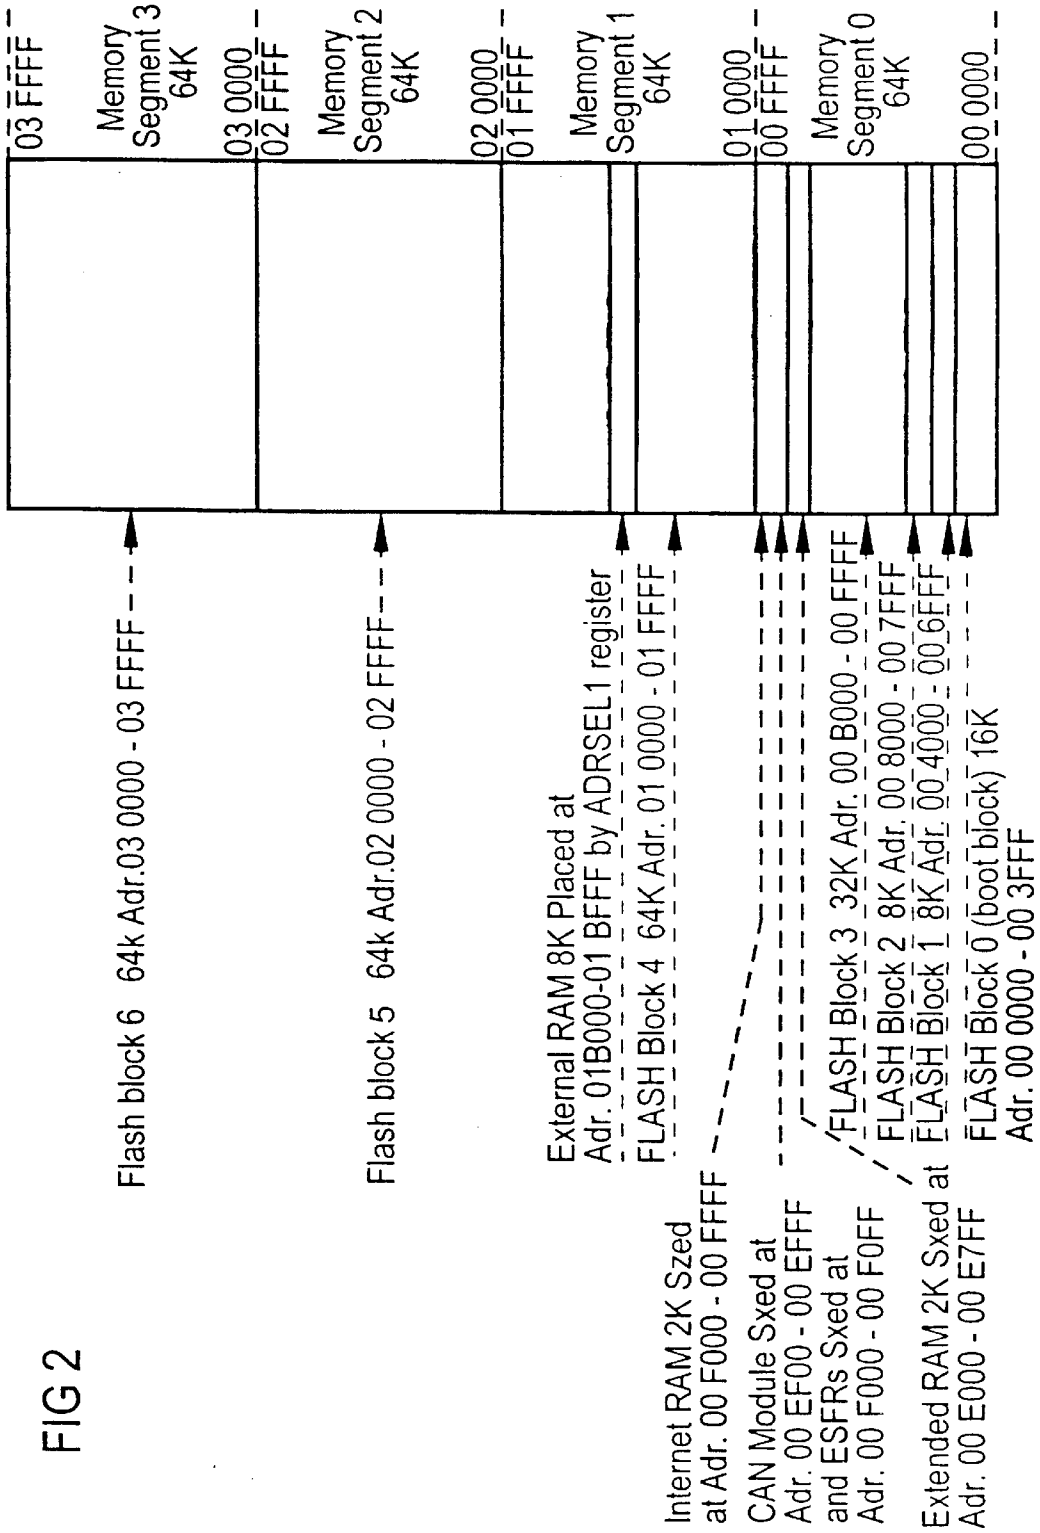 FIG 2
Flash block 6 64k Adr.03 0000 - 03 FFFF
Flash block 5 64k Adr.02 0000 - 02 FFFF
External RAM 8K Placed at
Adr. 01B000-01 BFFF by ADRSEL1 register
FLASH Block 4 64K Adr. 01 0000 - 01 FFFF
Internet RAM 2K Szed
at Adr. 00 F000 - 00 FFFF
CAN Module Sxed at
Adr. 00 EF00 - 00 EFFF
and ESFRs Sxed at
Adr. 00 F000 - 00 F0FF
Extended RAM 2K Sxed at
Adr. 00 E000 - 00 E7FF
FLASH Block 3 32K Adr. 00 B000 - 00 FFFF
FLASH Block 2 8K Adr. 00 8000 - 00 7FFF
FLASH Block 1 8K Adr. 00 4000 - 00 6FFF
FLASH Block 0 (boot block) 16K
Adr. 00 0000 - 00 3FFF
03 FFFF
Memory
Segment 3
64K
03 0000
02 FFFF
Memory
Segment 2
64K
02 0000
01 FFFF
Memory
Segment 1
64K
01 0000
00 FFFF
Memory
Segment 0
64K
00 0000